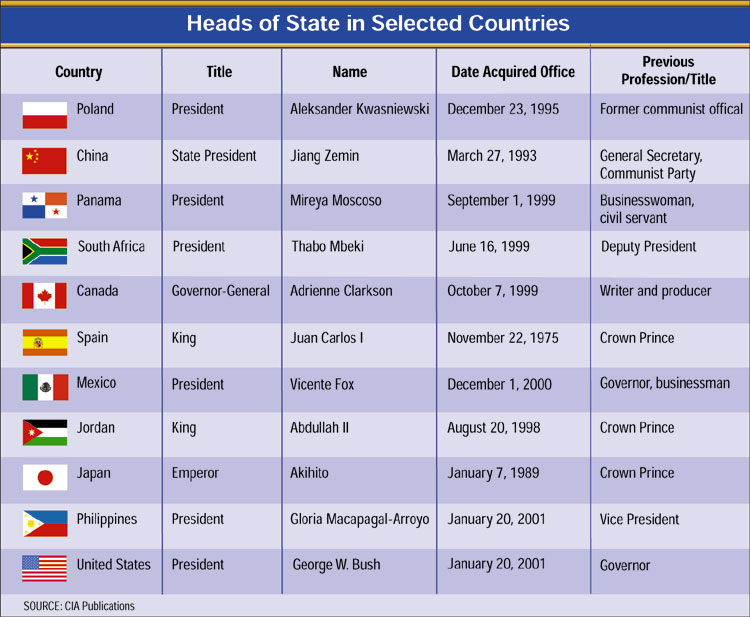 Heads of State in Selected Countries
Country Title Name Date Acquired Office Previous Profession/Title
Poland President Aleksander Kwasniewski December 23, 1995 Former communist offical
China State President Jiang Zemin March 27, 1993 General Secretary,
Communist Party
Panama President Mireya Moscoso September 1, 1999 Businesswoman,
civil servant
South Africa President Thabo Mbeki June 16, 1999 Deputy President
Canada Governor-General Adrienne Clarkson October 7, 1999 Writer and producer
Spain King Juan Carlos I November 22, 1975 Crown Prince
Mexico President Vicente Fox December 1, 2000 Governor, businessman
Jordan King Abdullah II August 20, 1998 Crown Prince
Japan Emperor Akihito January 7, 1989 Crown Prince
Philippines President Gloria Macapagal-Arroyo January 20, 2001 Vice President
United States President George W. Bush January 20, 2001 Governor
SOURCE: CIA Publications